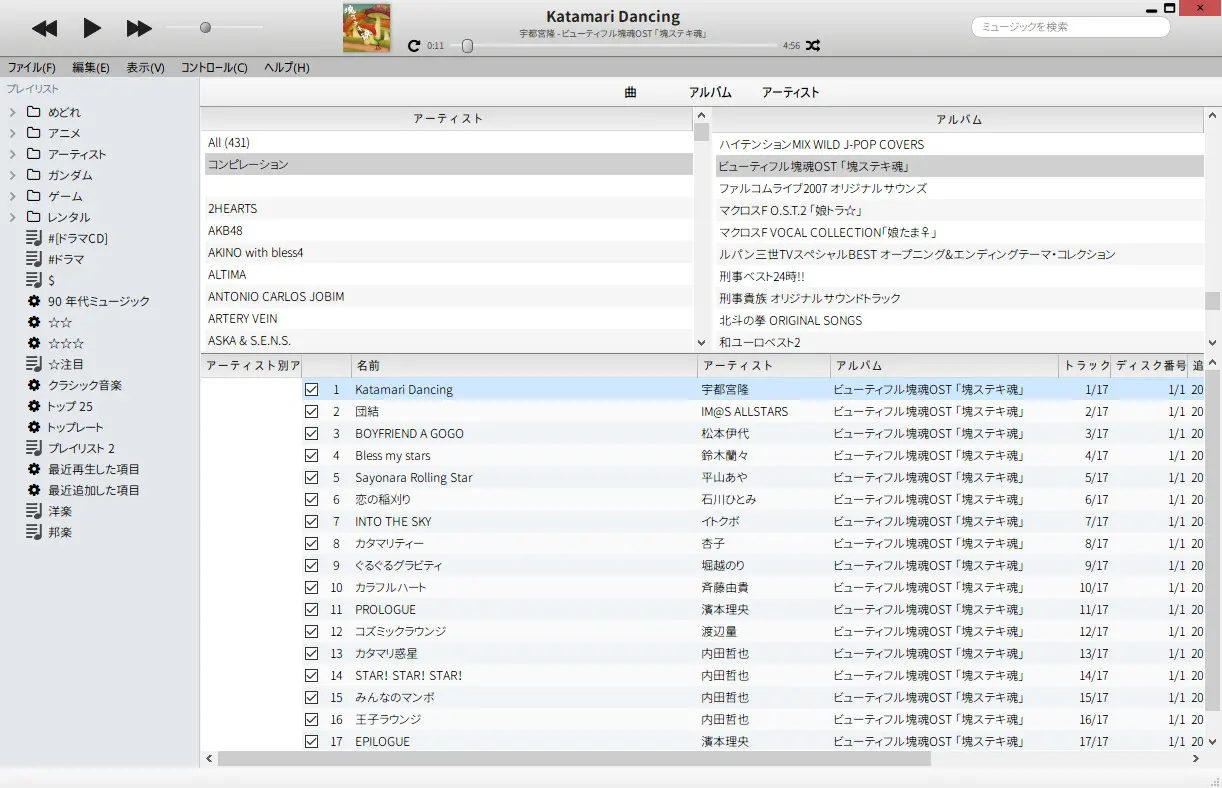 Katamari Dancing
宇都宮隆 - ビューティフル塊魂OST「塊ステキ魂」
0:11
4:56
ミュージックを検索
ファイル(F) 編集(E) 表示(V) コントロール(C) ヘルプ(H)
プレイリスト
めどれ
アニメ
アーティスト
ガンダム
ゲーム
レンタル
#[ドラマCD]
#ドラマ
$
90 年代ミュージック
☆☆
☆☆☆
☆注目
クラシック音楽
トップ 25
トップレート
プレイリスト 2
最近再生した項目
最近追加した項目
洋楽
邦楽
曲 アルバム アーティスト
アーティスト
All (431)
コンピレーション
2HEARTS
AKB48
AKINO with bless4
ALTIMA
ANTONIO CARLOS JOBIM
ARTERY VEIN
ASKA & S.E.N.S.
アルバム
ハイテンションMIX WILD J-POP COVERS
ビューティフル塊魂OST「塊ステキ魂」
ファルコムライブ2007 オリジナルサウンズ
マクロスF O.S.T.2「娘トラ☆」
マクロスF VOCAL COLLECTION「娘たま♀」
ルパン三世TVスペシャルBEST オープニング&エンディングテーマ・コレクション
刑事ベスト24時!!
刑事貴族 オリジナルサウンドトラック
北斗の拳 ORIGINAL SONGS
和ユーロベスト2
アーティスト別ア 名前 アーティスト アルバム トラック ディスク番号 追
1 Katamari Dancing 宇都宮隆 ビューティフル塊魂OST「塊ステキ魂」 1/17 1/1 20
2 団結 IM@S ALLSTARS ビューティフル塊魂OST「塊ステキ魂」 2/17 1/1 20
3 BOYFRIEND A GOGO 松本伊代 ビューティフル塊魂OST「塊ステキ魂」 3/17 1/1 20
4 Bless my stars 鈴木蘭々 ビューティフル塊魂OST「塊ステキ魂」 4/17 1/1 20
5 Sayonara Rolling Star 平山あや ビューティフル塊魂OST「塊ステキ魂」 5/17 1/1 20
6 恋の稲刈り 石川ひとみ ビューティフル塊魂OST「塊ステキ魂」 6/17 1/1 20
7 INTO THE SKY イトクボ ビューティフル塊魂OST「塊ステキ魂」 7/17 1/1 20
8 カタマリティー 杏子 ビューティフル塊魂OST「塊ステキ魂」 8/17 1/1 20
9 ぐるぐるグラビティ 堀越のり ビューティフル塊魂OST「塊ステキ魂」 9/17 1/1 20
10 カラフルハート 斉藤由貴 ビューティフル塊魂OST「塊ステキ魂」 10/17 1/1 20
11 PROLOGUE 濱本理央 ビューティフル塊魂OST「塊ステキ魂」 11/17 1/1 20
12 コズミックラウンジ 渡辺量 ビューティフル塊魂OST「塊ステキ魂」 12/17 1/1 20
13 カタマリ惑星 内田哲也 ビューティフル塊魂OST「塊ステキ魂」 13/17 1/1 20
14 STAR! STAR! STAR! 内田哲也 ビューティフル塊魂OST「塊ステキ魂」 14/17 1/1 20
15 みんなのマンボ 内田哲也 ビューティフル塊魂OST「塊ステキ魂」 15/17 1/1 20
16 王子ラウンジ 内田哲也 ビューティフル塊魂OST「塊ステキ魂」 16/17 1/1 20
17 EPILOGUE 濱本理央 ビューティフル塊魂OST「塊ステキ魂」 17/17 1/1 20